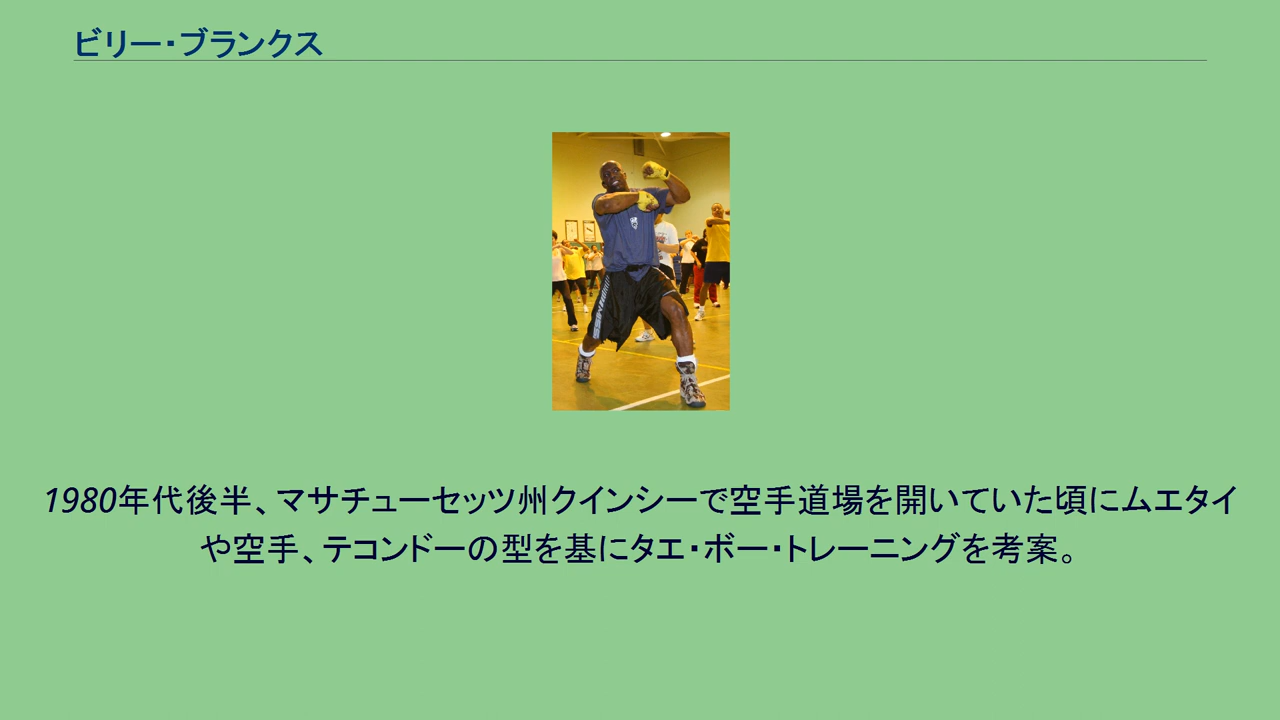 ビリー・ブランクス
1980年代後半、マサチューセッツ州クインシーで空手道場を開いていた頃にムエタイ
や空手、テコンドーの型を基にタエ・ボー・トレーニングを考案。